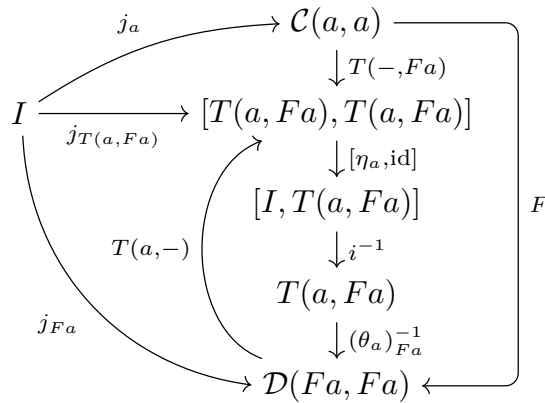 j_a
𝒞(a, a)
T(−,Fa)
I
j_{T(a,Fa)}
[T(a, Fa), T(a, Fa)]
[η_a,id]
[I, T(a, Fa)]
F
T(a,−)
i^{−1}
T(a, Fa)
j_{Fa}
(θ_a)^{−1}_{Fa}
𝒟(Fa, Fa)